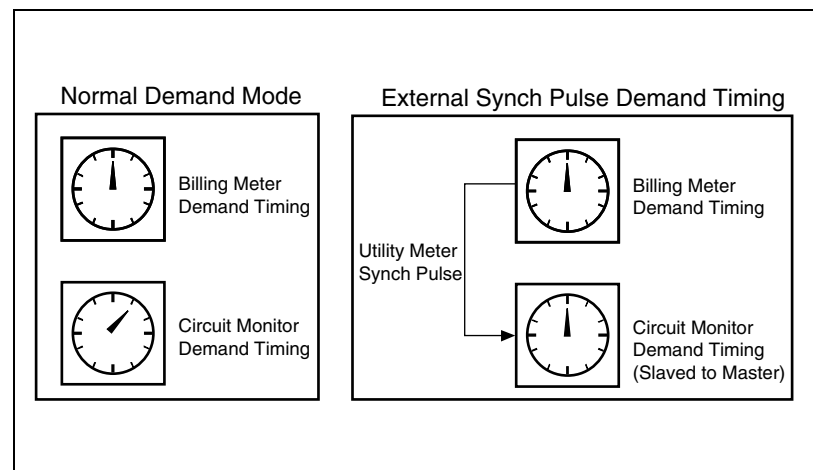 Normal Demand Mode
Billing Meter
Demand Timing
Circuit Monitor
Demand Timing
External Synch Pulse Demand Timing
Billing Meter
Demand Timing
Utility Meter
Synch Pulse
Circuit Monitor
Demand Timing
(Slaved to Master)